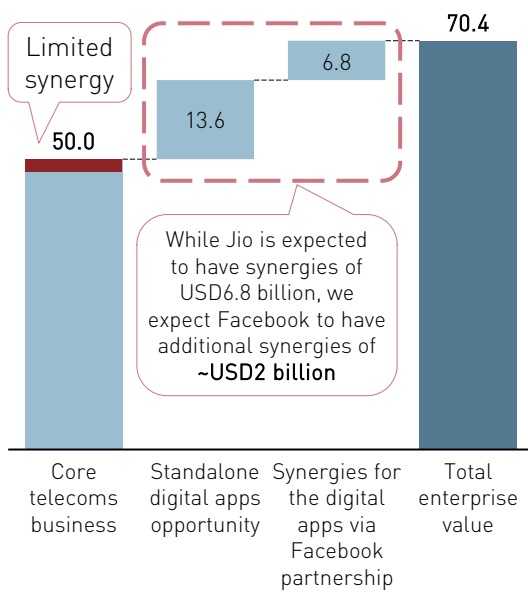 Limited
synergy
50.0
13.6
6.8
70.4
While Jio is expected
to have synergies of
USD6.8 billion, we
expect Facebook to have
additional synergies of
~USD2 billion
Core
telecoms
business
Standalone
digital apps
opportunity
Synergies for
the digital
apps via
Facebook
partnership
Total
enterprise
value